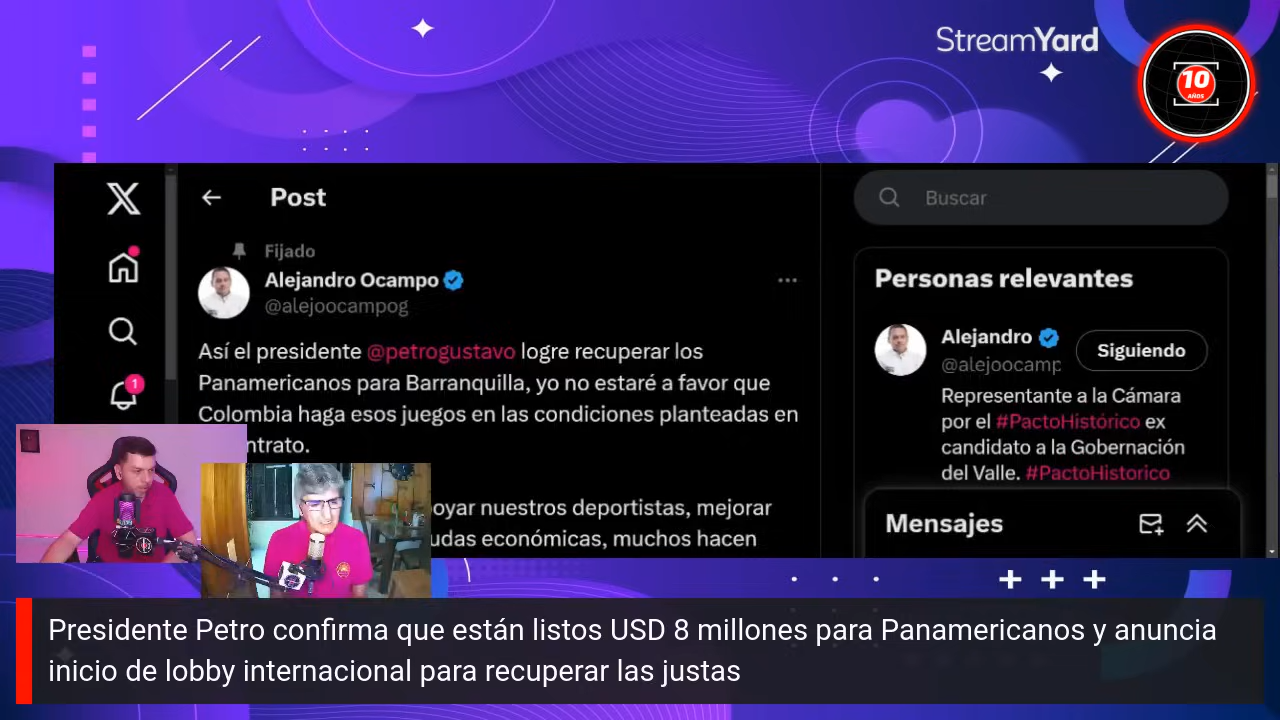 StreamYard
10
AÑOS
Post
Buscar
Fijado
Alejandro Ocampo
@alejoocampog
Así el presidente @petrogustavo logre recuperar los
Panamericanos para Barranquilla, yo no estaré a favor que
Colombia haga esos juegos en las condiciones planteadas en
ntrato.
oyar nuestros deportistas, mejorar
udas económicas, muchos hacen
1
Personas relevantes
Alejandro
@alejoocamp
Siguiendo
Representante a la Cámara
por el #PactoHistórico ex
candidato a la Gobernación
del Valle. #PactoHistorico
Mensajes
Presidente Petro confirma que están listos USD 8 millones para Panamericanos y anuncia
inicio de lobby internacional para recuperar las justas